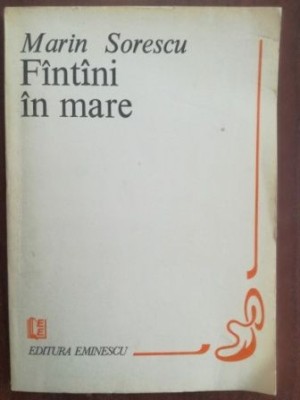 Marin Sorescu
Fîntîni
în mare
EDITURA EMINESCU